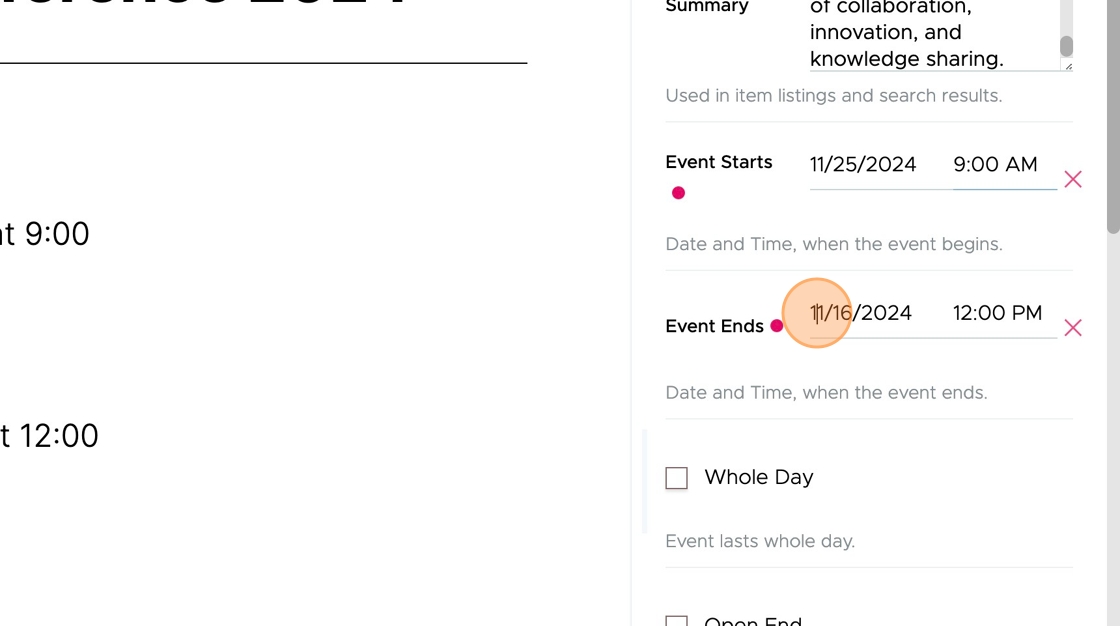 2024
Summary
of collaboration,
innovation, and
knowledge sharing.
Used in item listings and search results.
Event Starts
11/25/2024 9:00 AM
at 9:00
Date and Time, when the event begins.
11/16/2024 12:00 PM
Event Ends
Date and Time, when the event ends.
t 12:00
Whole Day
Event lasts whole day.
Open End